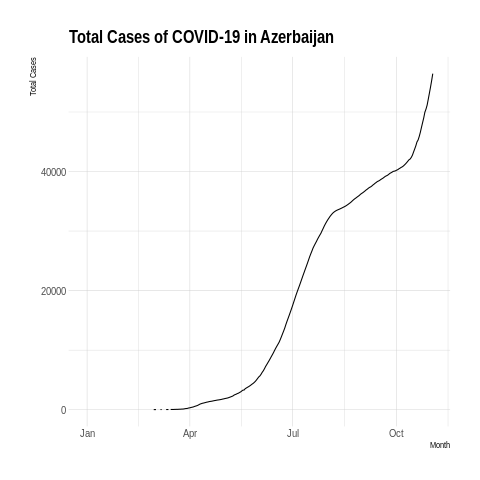 Total Cases of COVID-19 in Azerbaijan
Total Cases
40000
20000
0
Jan Apr Jul Oct
Month